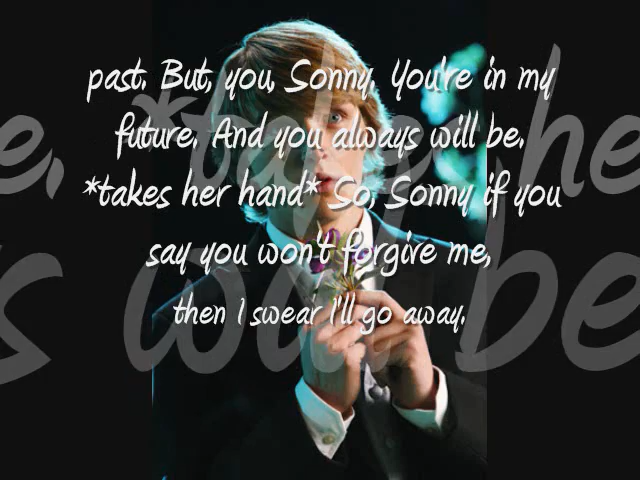 past. But, you, Sonny. You're in my
future. And you always will be.
*takes her hand* So, Sonny if you
say you won't forgive me,
then I swear I'll go away.